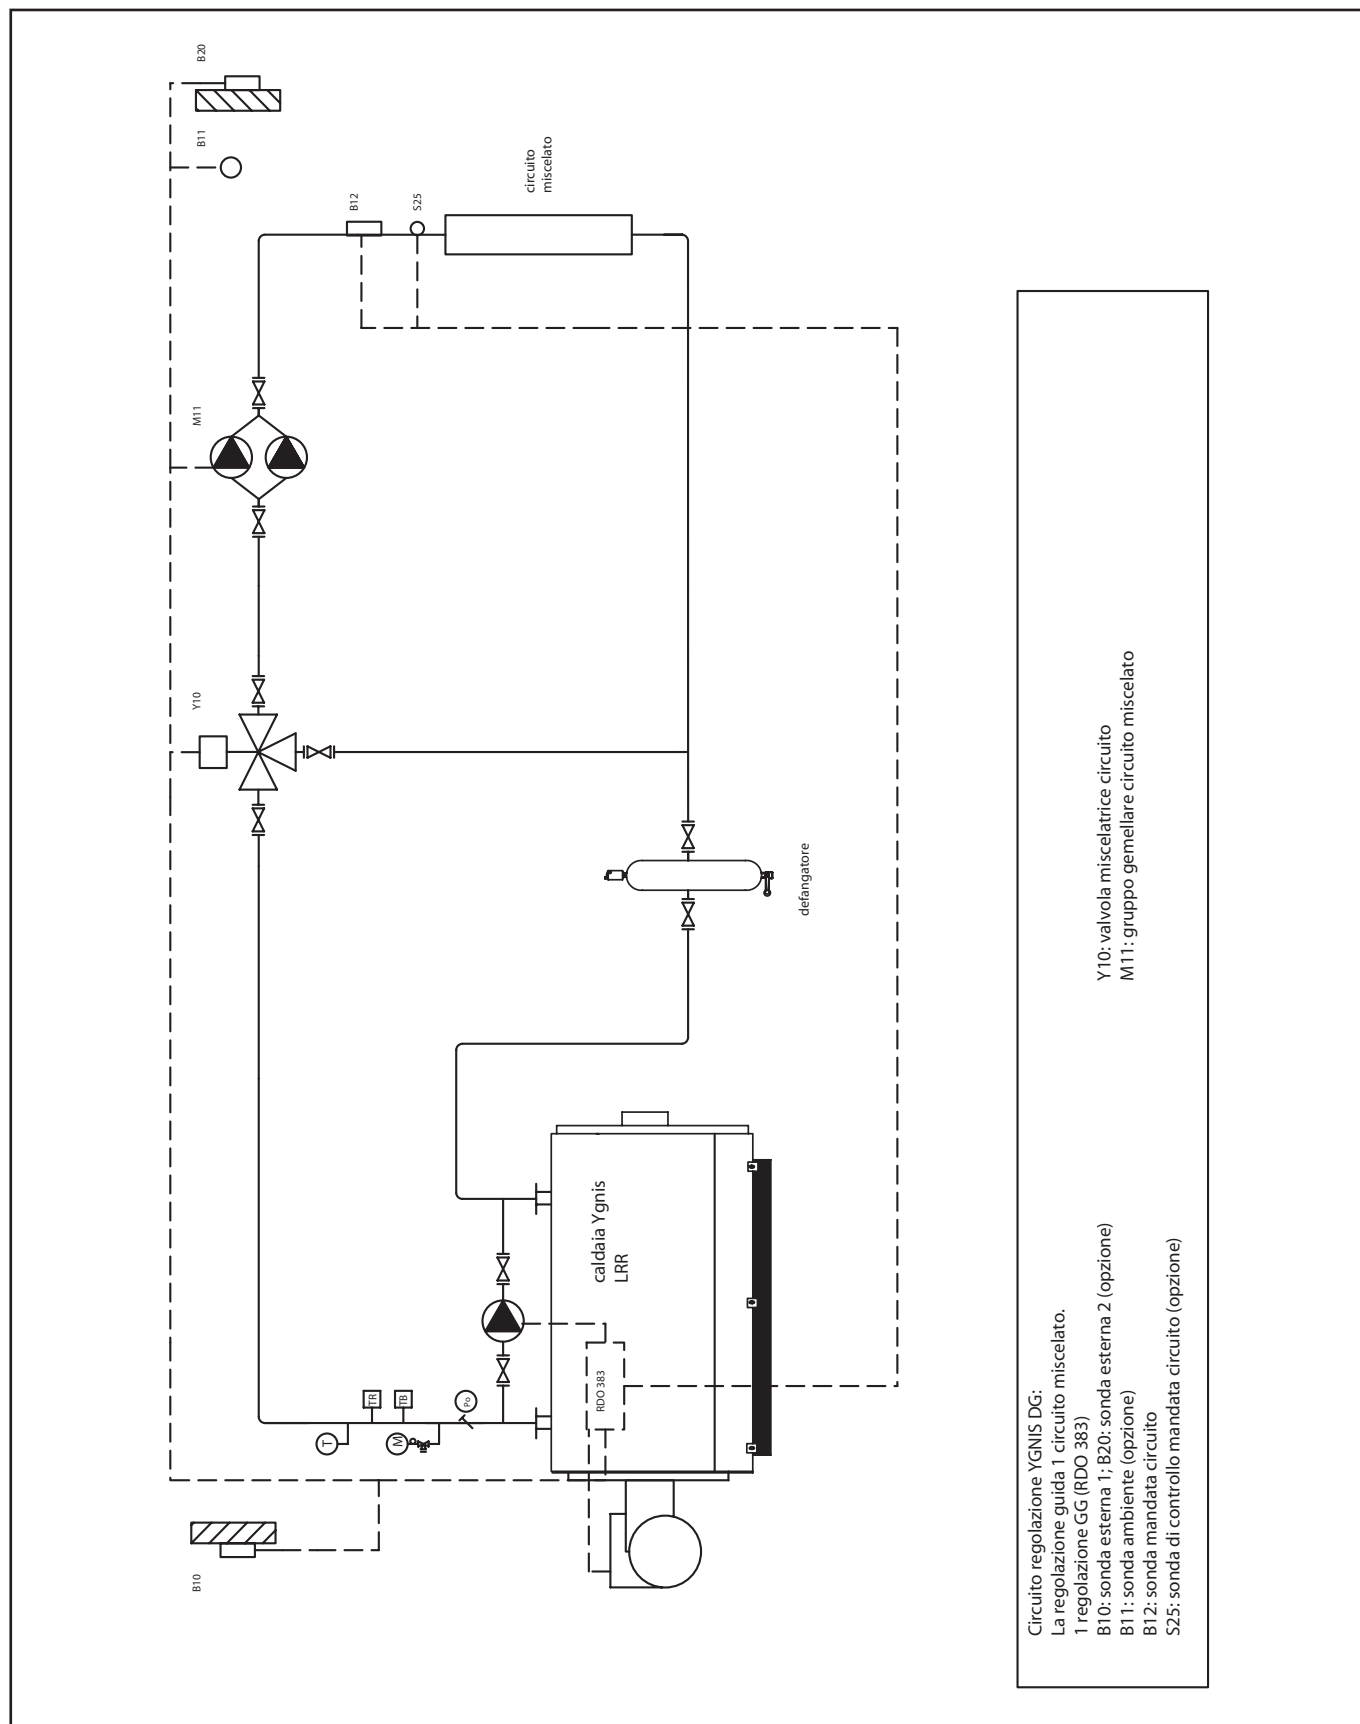 B10
B20
B11
M11
Y10
B12
S25
circuito
miscelato
T
TR
M
TB
Po
defangatore
caldaia Ygnis
LRR
RDO 383
Circuito regolazione YGNIS DG:
La regolazione guida 1 circuito miscelato.
1 regolazione GG (RDO 383)
B10: sonda esterna 1; B20: sonda esterna 2 (opzione)
B11: sonda ambiente (opzione)
B12: sonda mandata circuito
S25: sonda di controllo mandata circuito (opzione)
Y10: valvola miscelatrice circuito
M11: gruppo gemellare circuito miscelato